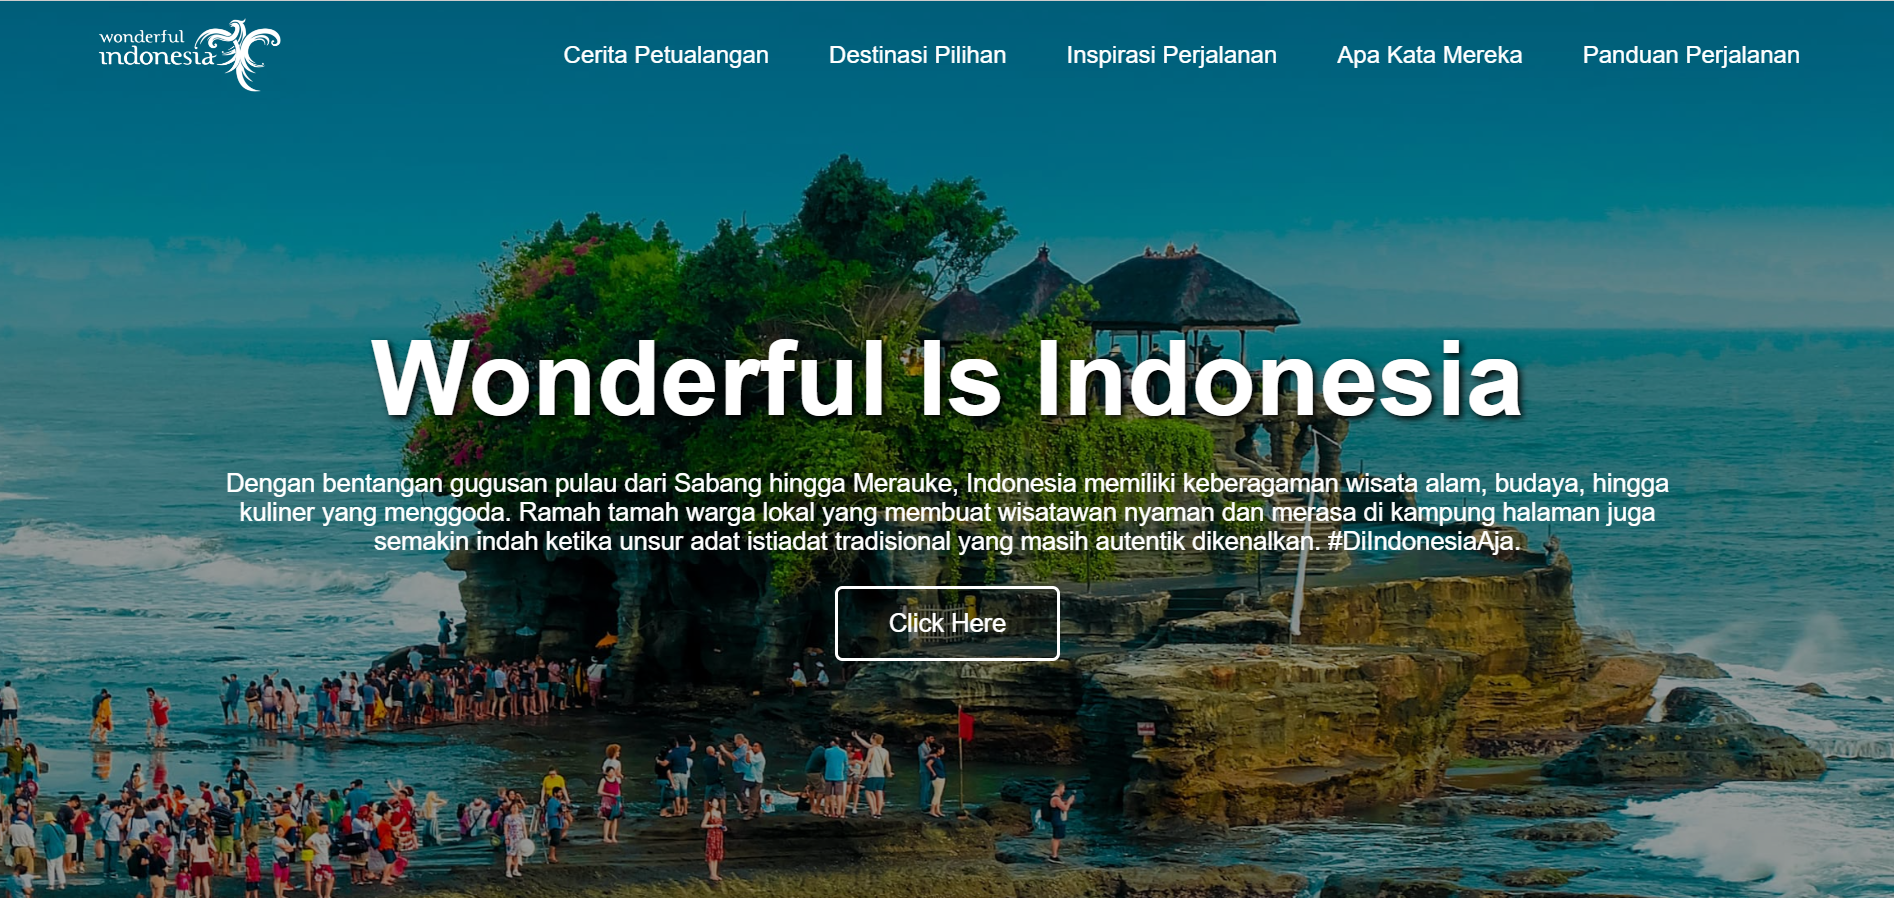 wonderful
indonesia
Cerita Petualangan
Destinasi Pilihan
Inspirasi Perjalanan
Apa Kata Mereka
Panduan Perjalanan
Wonderful Is Indonesia
Dengan bentangan gugusan pulau dari Sabang hingga Merauke, Indonesia memiliki keberagaman wisata alam, budaya, hingga
kuliner yang menggoda. Ramah tamah warga lokal yang membuat wisatawan nyaman dan merasa di kampung halaman juga
semakin indah ketika unsur adat istiadat tradisional yang masih autentik dikenalkan. #DiIndonesiaAja.
Click Here